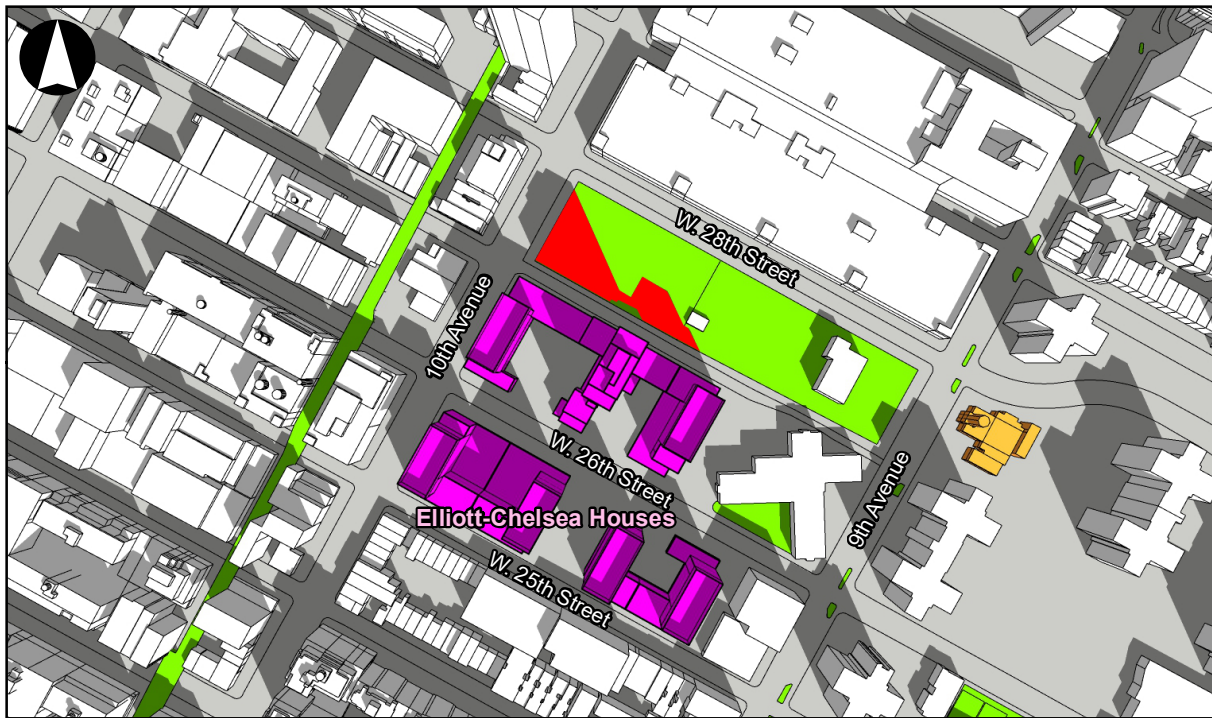 W. 28th Street
10th Avenue
W. 26th Street
9th Avenue
Elliott-Chelsea Houses
W. 25th Street